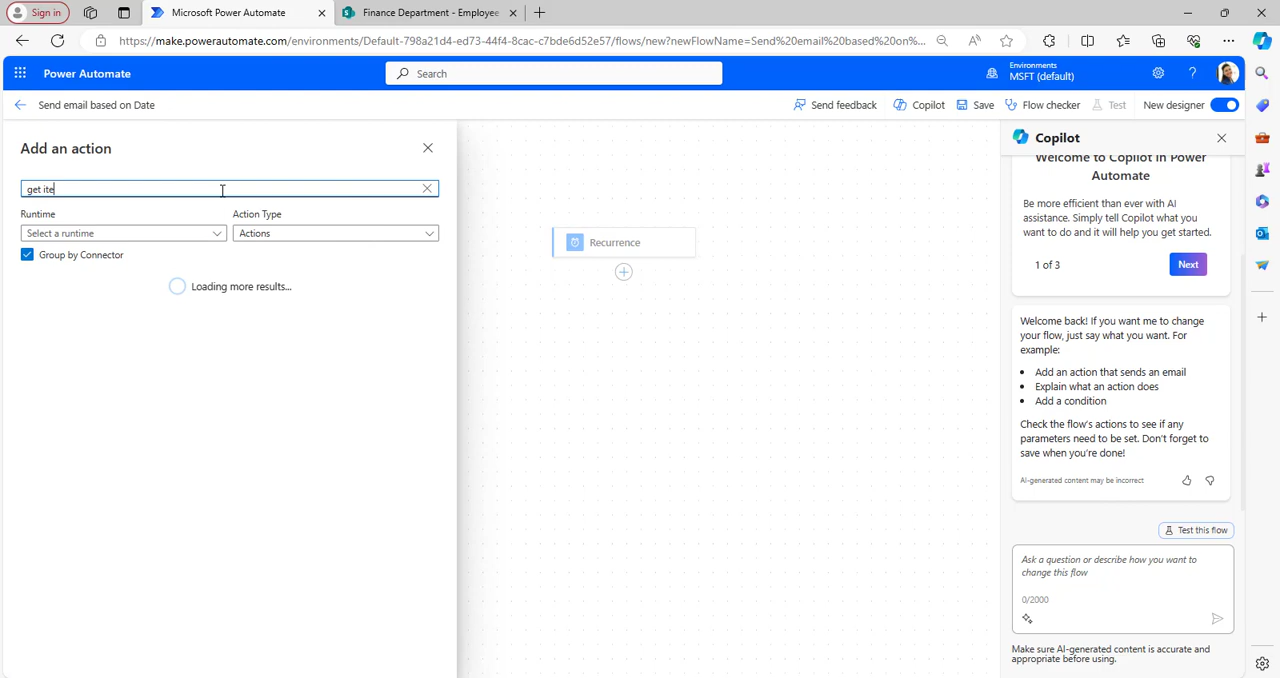 Sign in
Microsoft Power Automate
Finance Department - Employee
https://make.powerautomate.com/environments/Default-798a21d4-ed73-44f4-8cac-c7bde6d52e57/flows/new?newFlowName=Send%20email%20based%20on%...
Power Automate
Search
Environments
MSFT (default)
Send email based on Date
Send feedback
Copilot
Save
Flow checker
Test
New designer
Add an action
get ite
Runtime
Action Type
Select a runtime
Actions
Group by Connector
Loading more results...
Recurrence
Copilot
Welcome to Copilot in Power
Automate
Be more efficient than ever with AI
assistance. Simply tell Copilot what you
want to do and it will help you get started.
1 of 3
Next
Welcome back! If you want me to change
your flow, just say what you want. For
example:
• Add an action that sends an email
• Explain what an action does
• Add a condition
Check the flow's actions to see if any
parameters need to be set. Don't forget to
save when you're done!
AI-generated content may be incorrect
Test this flow
Ask a question or describe how you want to
change this flow
0/2000
Make sure AI-generated content is accurate and
appropriate before using.